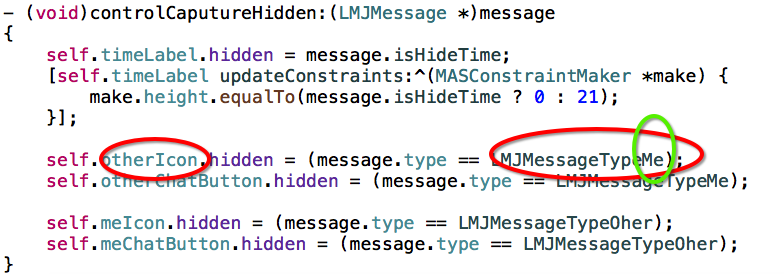 - (void)controlCaputureHidden:(LMJMessage *)message
{
self.timeLabel.hidden = message.isHideTime;
[self.timeLabel updateConstraints:^(MASConstraintMaker *make) {
make.height.equalTo(message.isHideTime ? 0 : 21);
}];
self.otherIcon.hidden = (message.type == LMJMessageTypeMe);
self.otherChatButton.hidden = (message.type == LMJMessageTypeMe);
self.meIcon.hidden = (message.type == LMJMessageTypeOher);
self.meChatButton.hidden = (message.type == LMJMessageTypeOher);
}